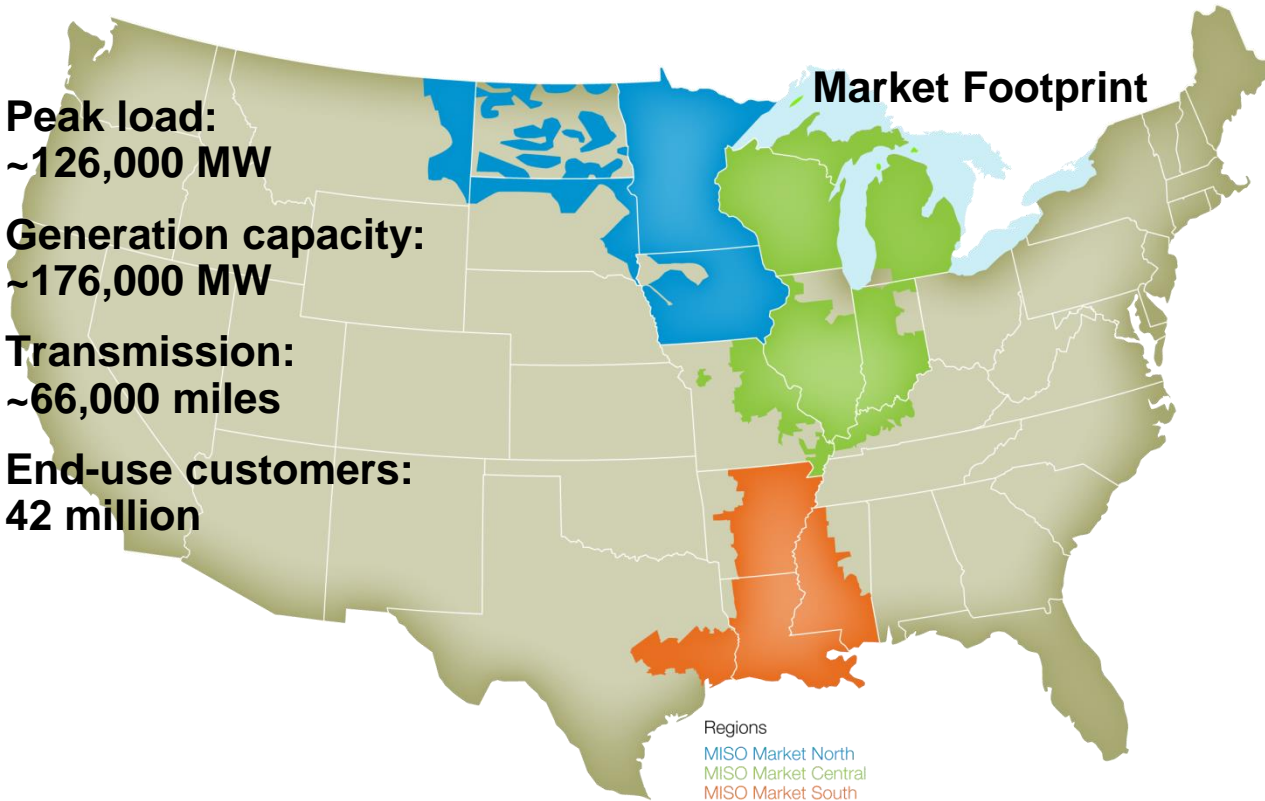 Market Footprint
Peak load:
~126,000 MW
Generation capacity:
~176,000 MW
Transmission:
~66,000 miles
End-use customers:
42 million
Regions
MISO Market North
MISO Market Central
MISO Market South